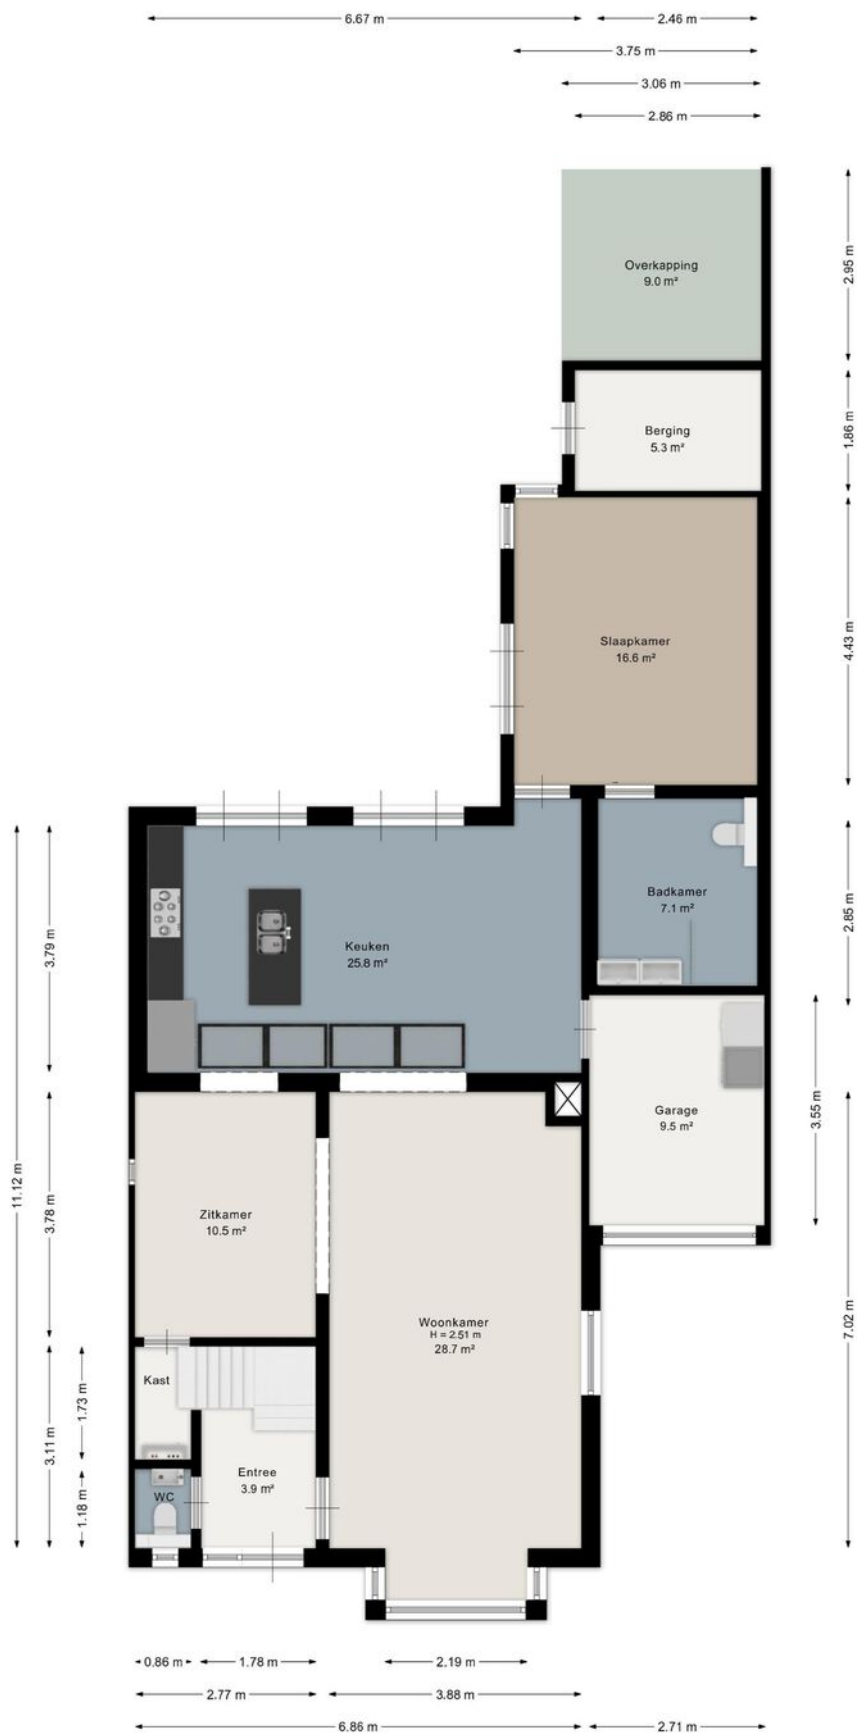 6.67 m
2.46 m
3.75 m
3.06 m
2.86 m
Overkapping
9.0 m²
2.95 m
Berging
5.3 m²
1.86 m
Slaapkamer
16.6 m²
4.43 m
Badkamer
7.1 m²
2.85 m
Keuken
25.8 m²
3.79 m
Garage
9.5 m²
3.55 m
11.12 m
3.78 m
Zitkamer
10.5 m²
Woonkamer
H = 2.51 m
28.7 m²
7.02 m
Kast
1.73 m
3.11 m
Entree
3.9 m²
WC
1.18 m
0.86 m
1.78 m
2.19 m
2.77 m
3.88 m
6.86 m
2.71 m